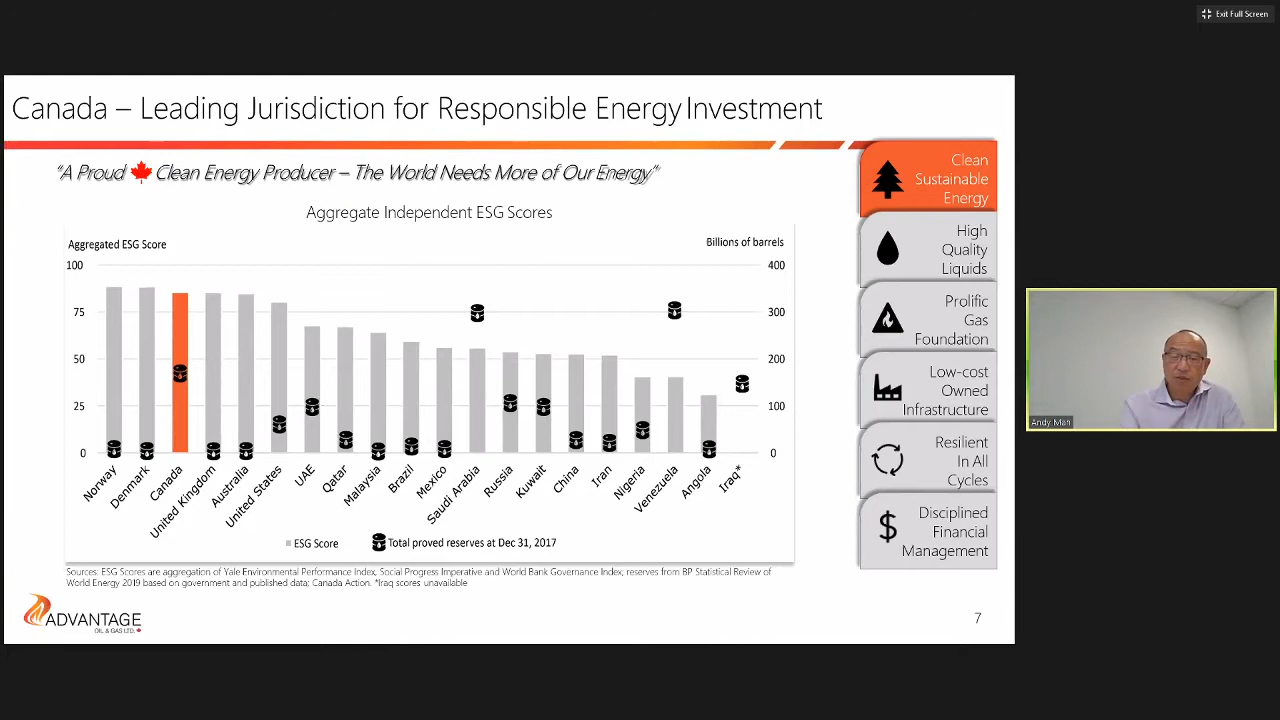 Exit Full Screen
Canada – Leading Jurisdiction for Responsible Energy Investment
"A Proud Clean Energy Producer – The World Needs More of Our Energy"
Aggregate Independent ESG Scores
Aggregated ESG Score
Billions of barrels
100
75
50
25
0
400
300
200
100
0
Norway
Denmark
Canada
United Kingdom
Australia
United States
UAE
Qatar
Malaysia
Brazil
Mexico
Saudi Arabia
Russia
Kuwait
China
Iran
Nigeria
Venezuela
Angola
Iraq*
ESG Score
Total proved reserves at Dec 31, 2017
Sources: ESG Scores are aggregation of Yale Environmental Performance Index, Social Progress Imperative and World Bank Governance Index; reserves from BP Statistical Review of
World Energy 2019 based on government and published data; Canada Action. *Iraq scores unavailable
Clean
Sustainable
Energy
High
Quality
Liquids
Prolific
Gas
Foundation
Low-cost
Owned
Infrastructure
Resilient
In All
Cycles
$
Disciplined
Financial
Management
ADVANTAGE
OIL & GAS LTD.
7
Andy Mah